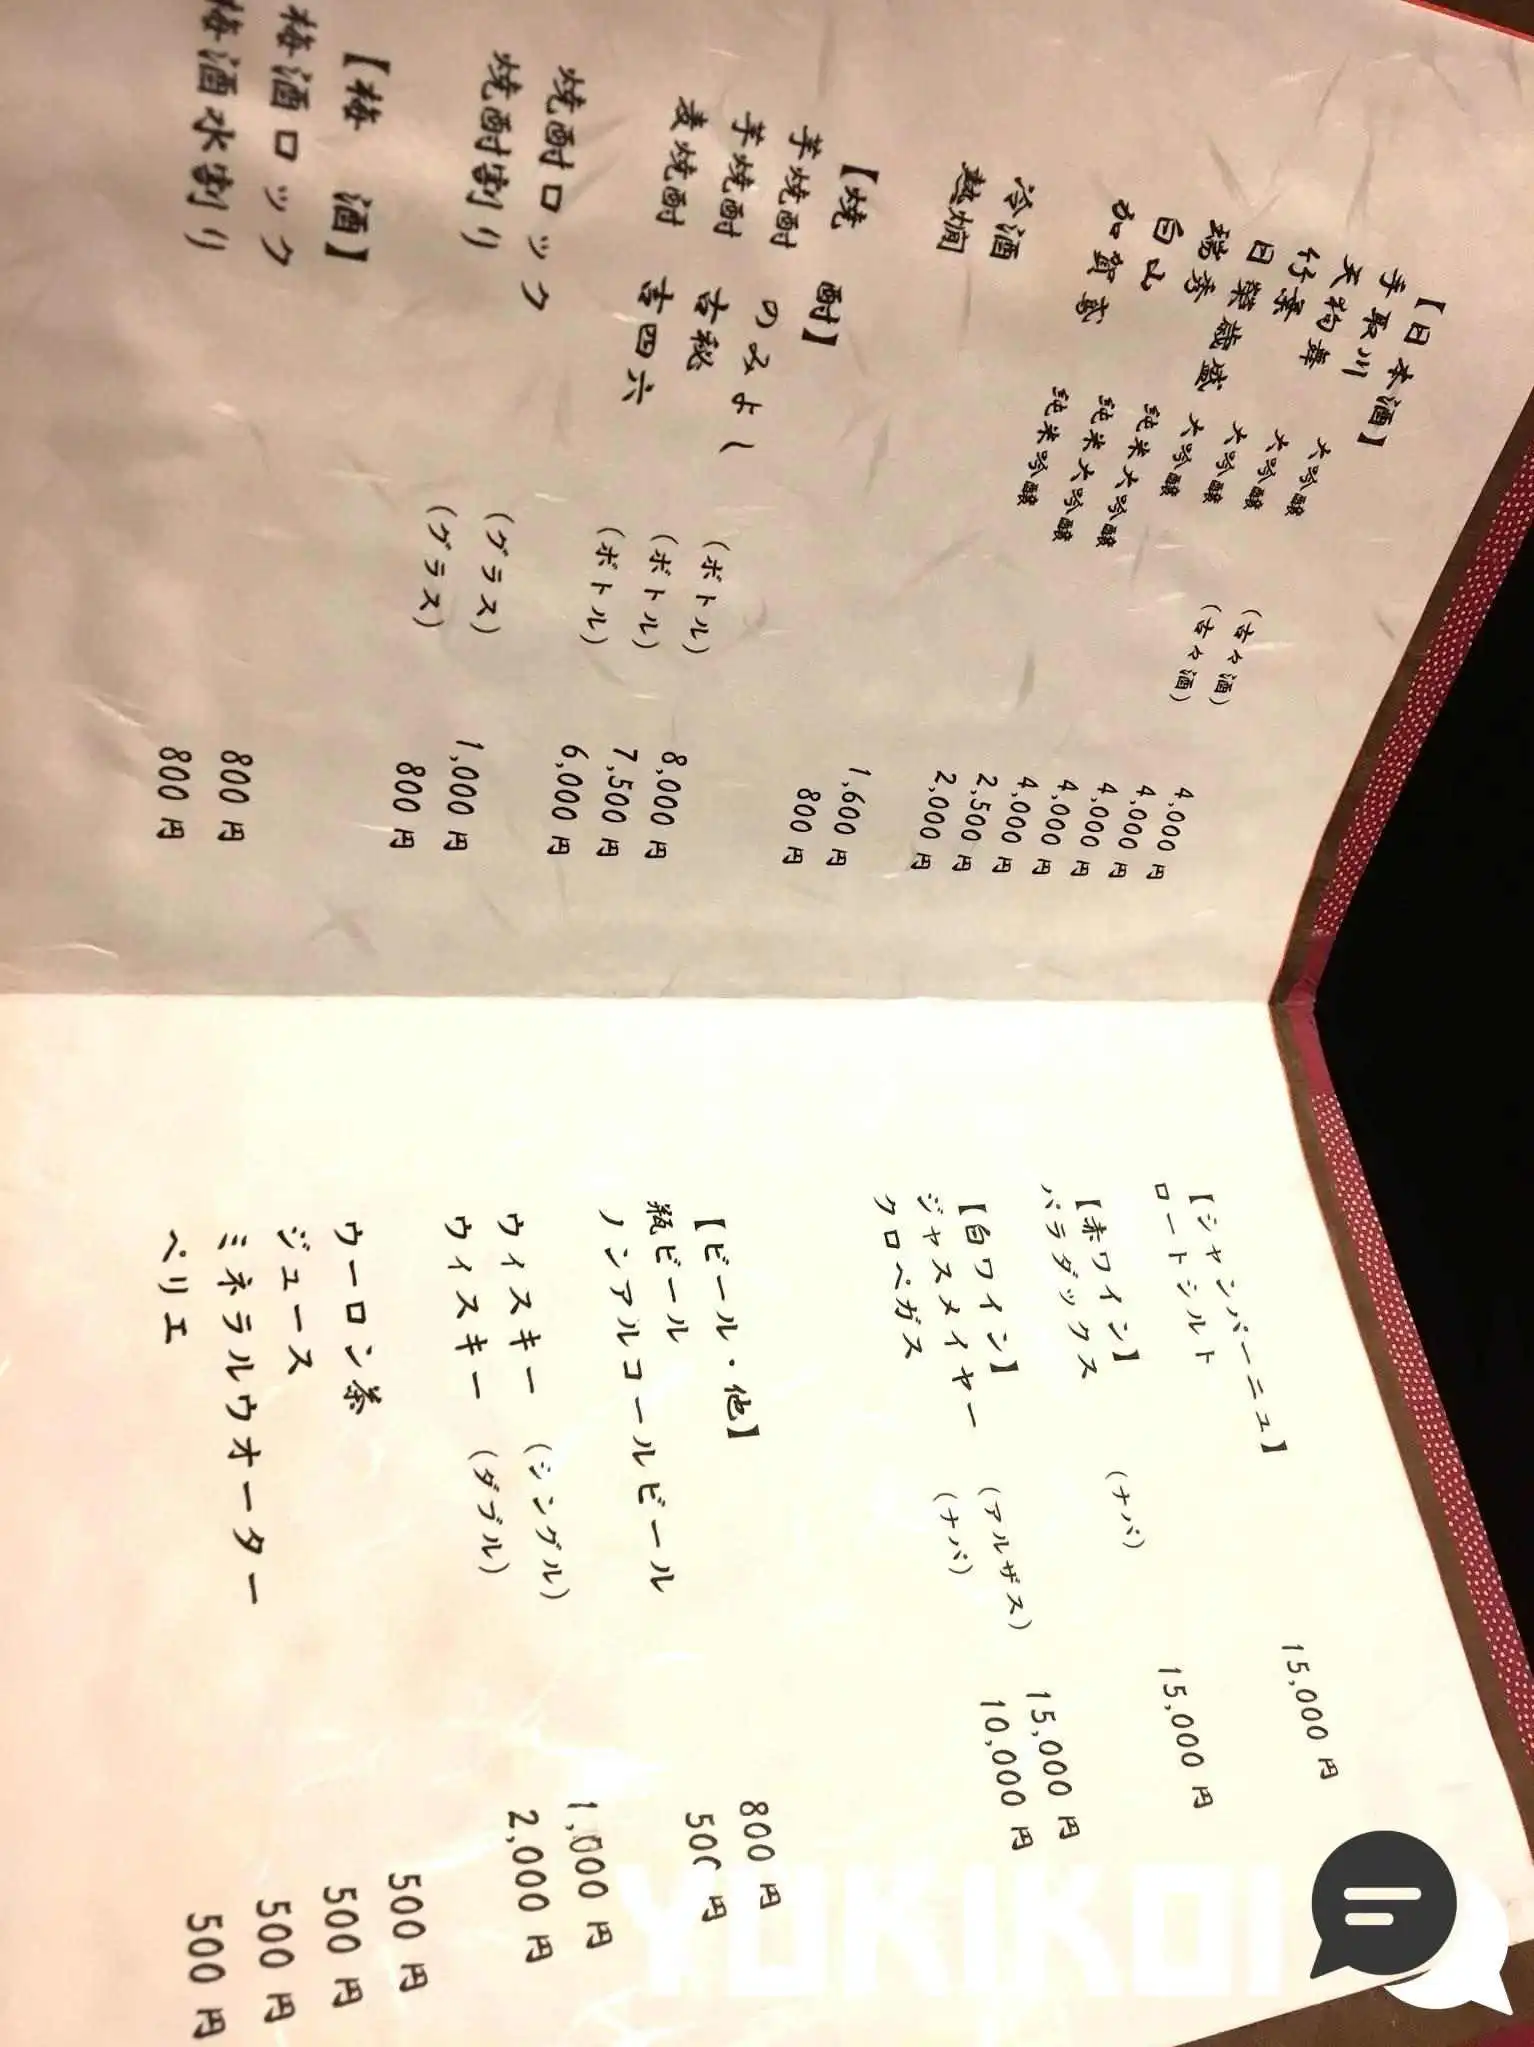 【日本酒】
手取川 大吟醸 (古々酒) 4,000円
天狗舞 大吟醸 (古々酒) 4,000円
大吟醸 4,000円
日榮 歳盛 大吟醸 4,000円
純米大吟醸 4,000円
白山 純米大吟醸 2,500円
加賀 純米吟醸 2,000円
冷酒 1,600円
熱燗 800円
【焼 酎】
芋焼酎 のみよし (ボトル) 8,000円
芋焼酎 吉秘 (ボトル) 7,500円
麦焼酎 吉四六 (ボトル) 6,000円
焼酎ロック (グラス) 1,000円
焼酎割り (グラス) 800円
【梅 酒】
梅酒ロック 800円
梅酒水割り 800円
【シャンパーニュ】
ロートシルト 15,000円
【赤ワイン】
パラダックス (ナパ) 15,000円
【白ワイン】
ジャスメイヤー (アルザス) 15,000円
クロペガス (ナパ) 10,000円
【ビール・他】
瓶ビール 800円
ノンアルコールビール 500円
ウィスキー (シングル) 1,000円
ウィスキー (ダブル) 2,000円
ウーロン茶 500円
ジュース 500円
ミネラルウオーター 500円
ペリエ 500円
YUKIKOI